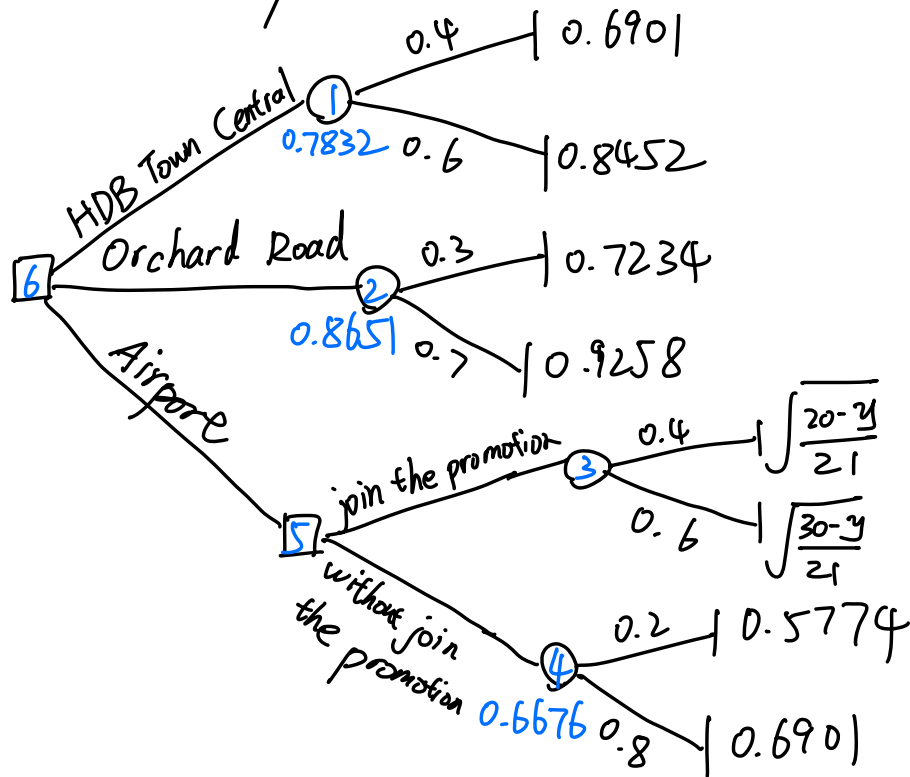 0.4
0.6901
HDB Town Central
1
0.7832
0.6
0.8452
6
Orchard Road
2
0.8651
0.3
0.7234
0.7
0.9258
Airpore
5
join the promotion
3
0.4
√(20-y)/21
0.6
√(30-y)/21
without join
the promotion
4
0.6676
0.2
0.5774
0.8
0.6901